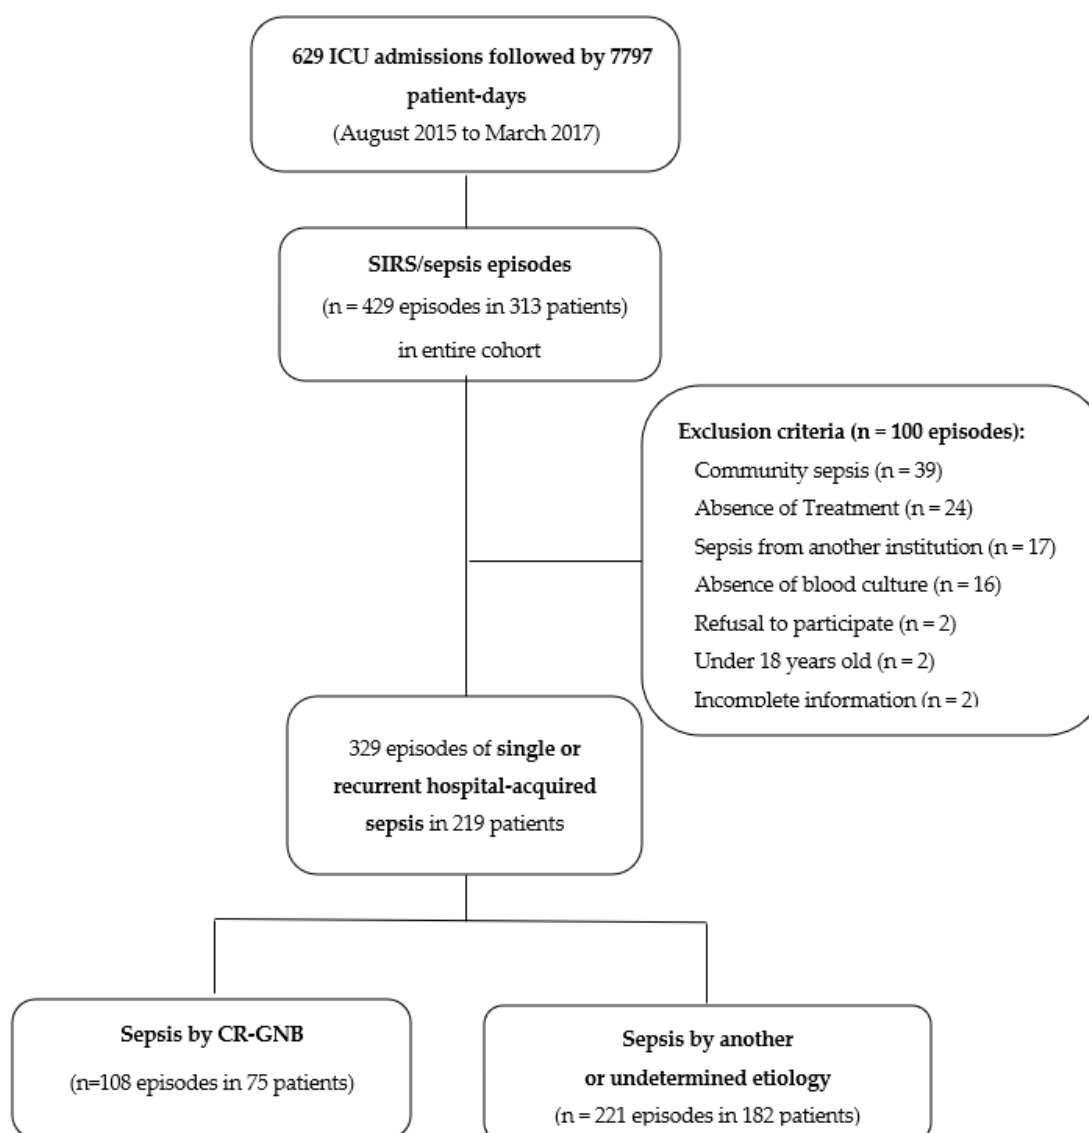 629 ICU admissions followed by 7797
patient-days
(August 2015 to March 2017)
SIRS/sepsis episodes
(n = 429 episodes in 313 patients)
in entire cohort
Exclusion criteria (n = 100 episodes):
Community sepsis (n = 39)
Absence of Treatment (n = 24)
Sepsis from another institution (n = 17)
Absence of blood culture (n = 16)
Refusal to participate (n = 2)
Under 18 years old (n = 2)
Incomplete information (n = 2)
329 episodes of single or
recurrent hospital-acquired
sepsis in 219 patients
Sepsis by CR-GNB
(n=108 episodes in 75 patients)
Sepsis by another
or undetermined etiology
(n = 221 episodes in 182 patients)